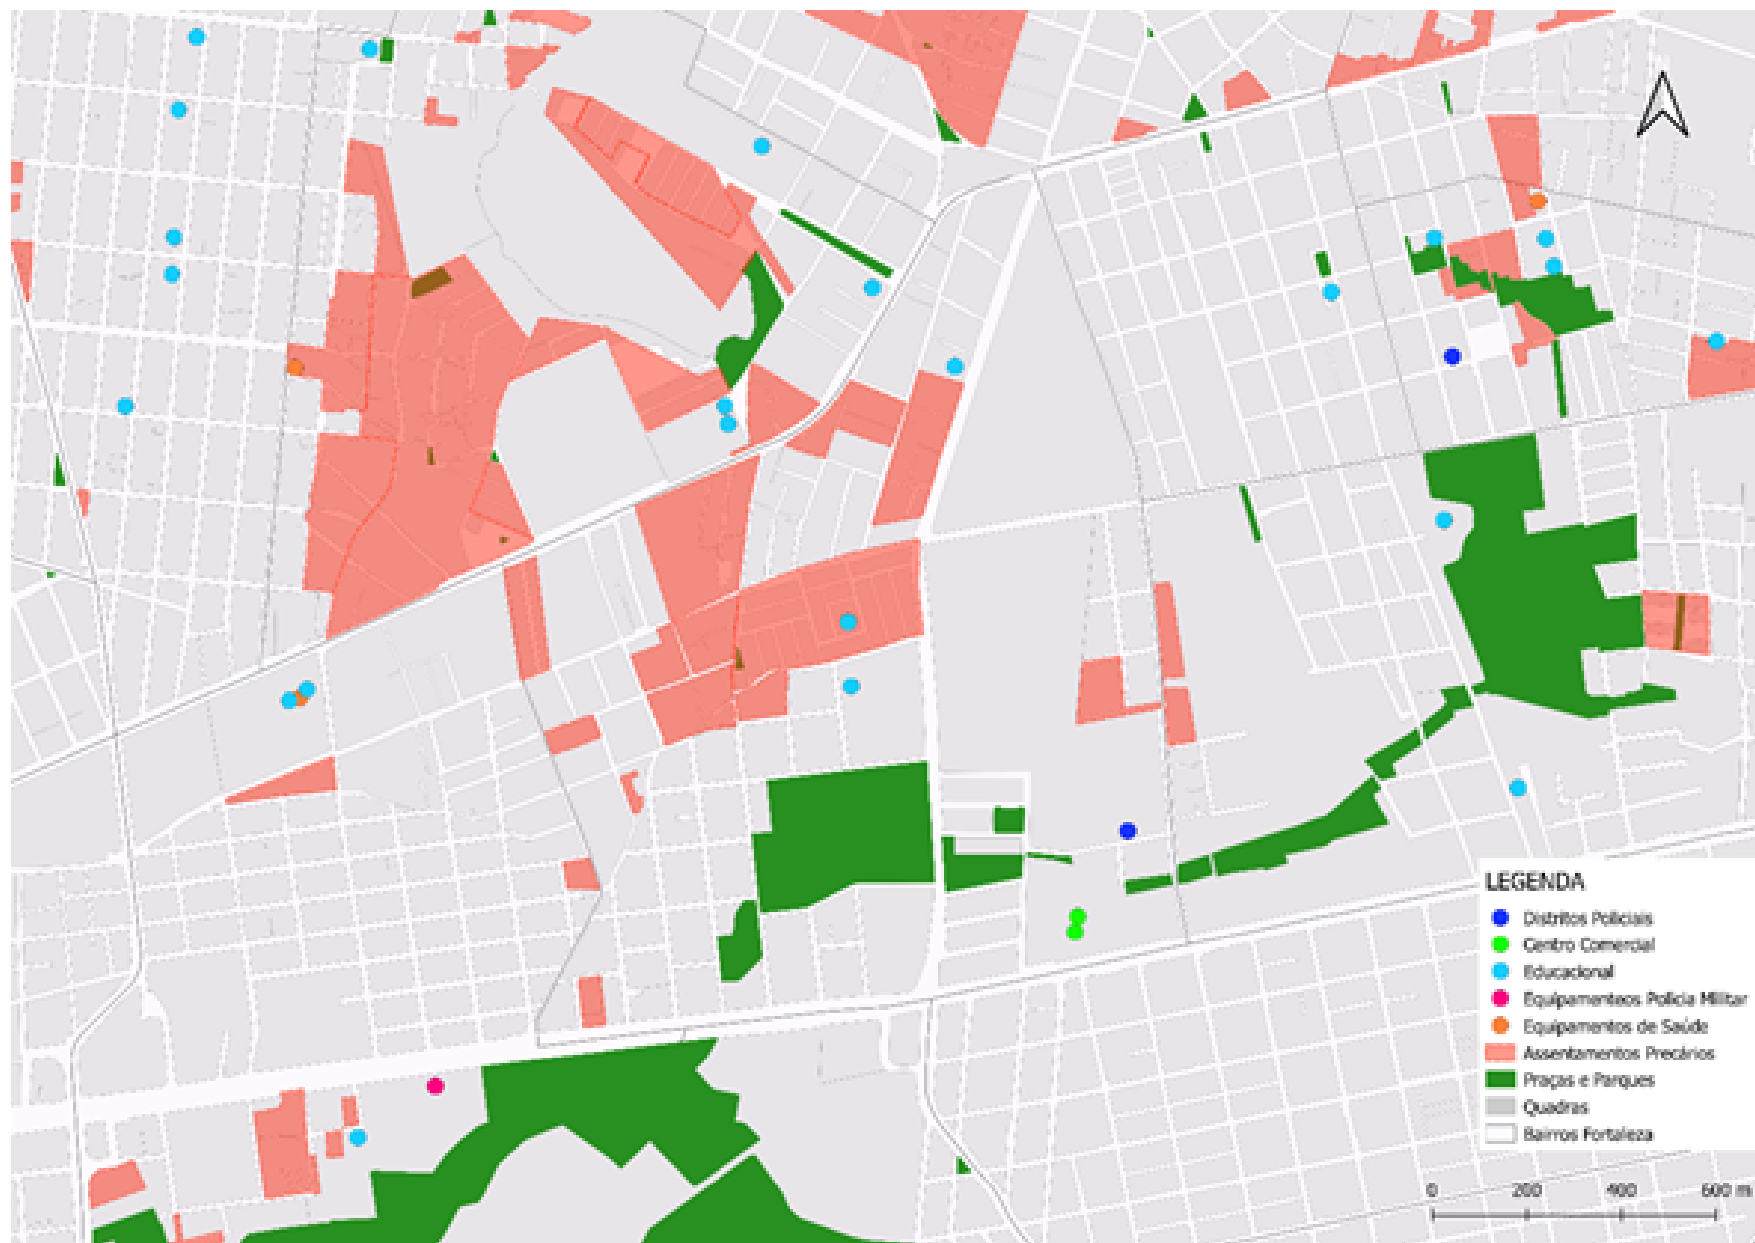 LEGENDA
Distritos Policiais
Centro Comercial
Educacional
Equipamenteos Polícia Militar
Equipamentos de Saúde
Assentamentos Precários
Praças e Parques
Quadras
Bairros Fortaleza
0 200 400 600 m